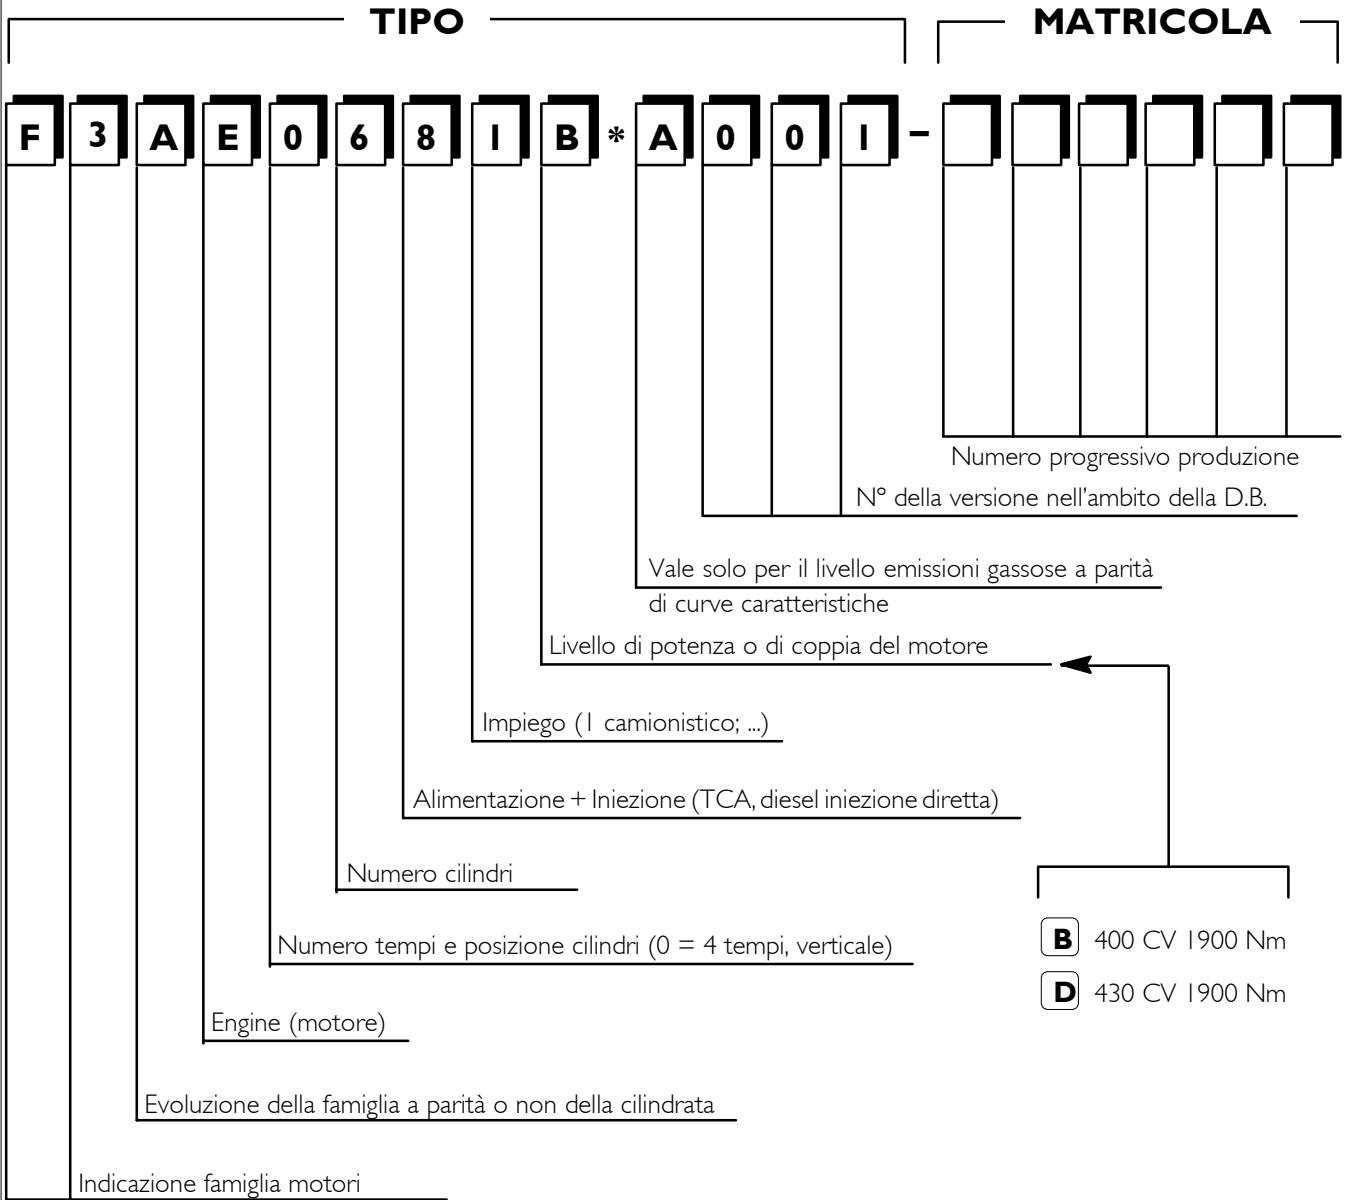 TIPO MATRICOLA
F 3 A E 0 6 8 1 B * A 0 0 1 -
Numero progressivo produzione
N° della versione nell'ambito della D.B.
Vale solo per il livello emissioni gassose a parità
di curve caratteristiche
Livello di potenza o di coppia del motore
Impiego (1 camionistico; ...)
Alimentazione + Iniezione (TCA, diesel iniezione diretta)
Numero cilindri
B 400 CV 1900 Nm
Numero tempi e posizione cilindri (0 = 4 tempi, verticale)
D 430 CV 1900 Nm
Engine (motore)
Evoluzione della famiglia a parità o non della cilindrata
Indicazione famiglia motori